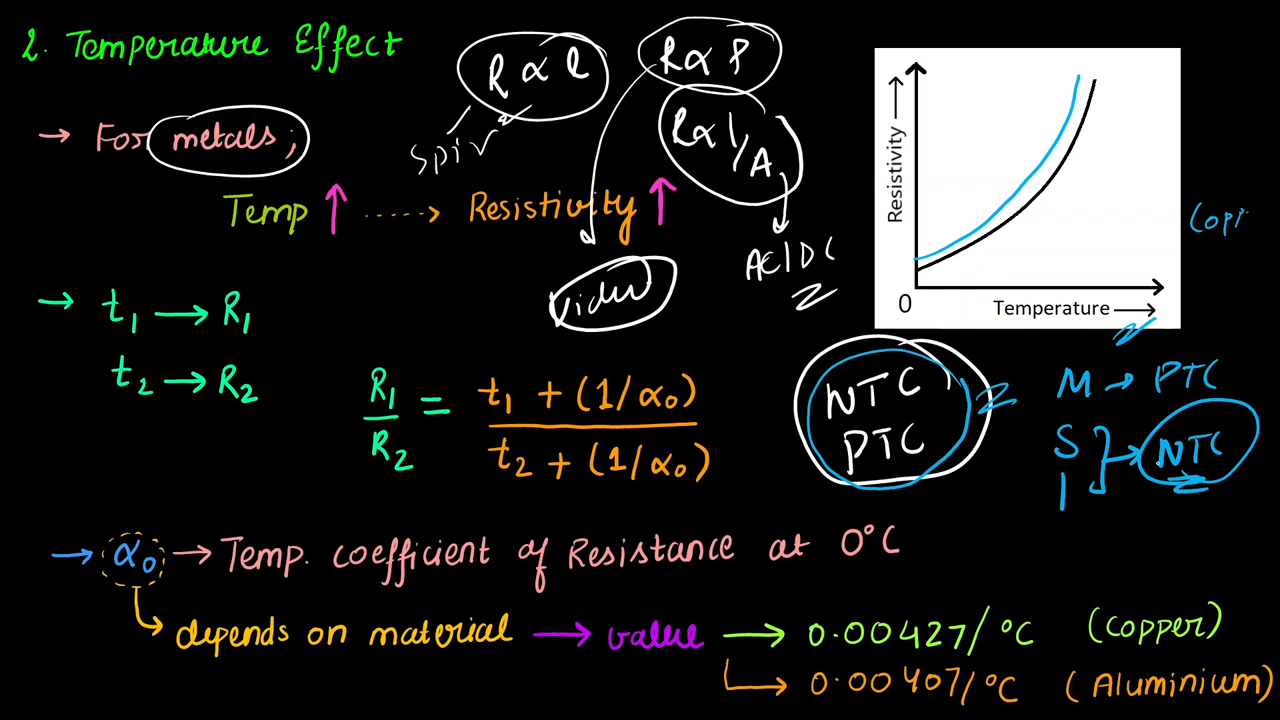 2. Temperature Effect
R ∝ l
R ∝ ρ
R ∝ 1/A
→ For metals;
Temp ↑ ......> Resistivity ↑
AC/DC
Resistivity ⟶
0
Temperature ⟶
→ t₁ → R₁
t₂ → R₂
R₁/R₂ = (t₁ + (1/α₀))/(t₂ + (1/α₀))
NTC
PTC
M → PTC
S
I
→ NTC
→ α₀ → Temp. coefficient of Resistance at 0°C
depends on material → value → 0.00427/°C (Copper)
→ 0.00407/°C (Aluminium)